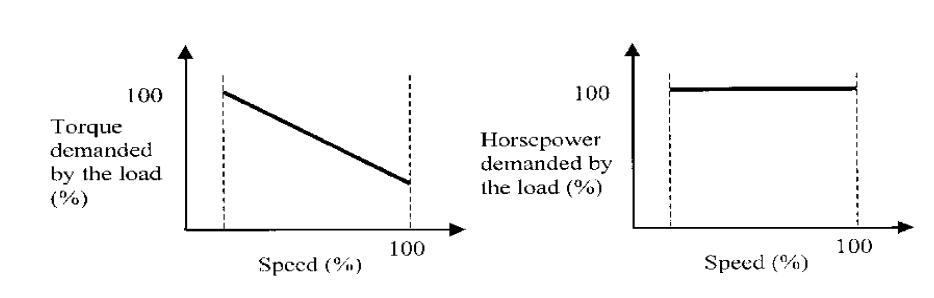 100
Torque
demanded
by the load
(%)
100
Speed (%)
100
Horsepower
demanded by
the load (%)
100
Speed (%)